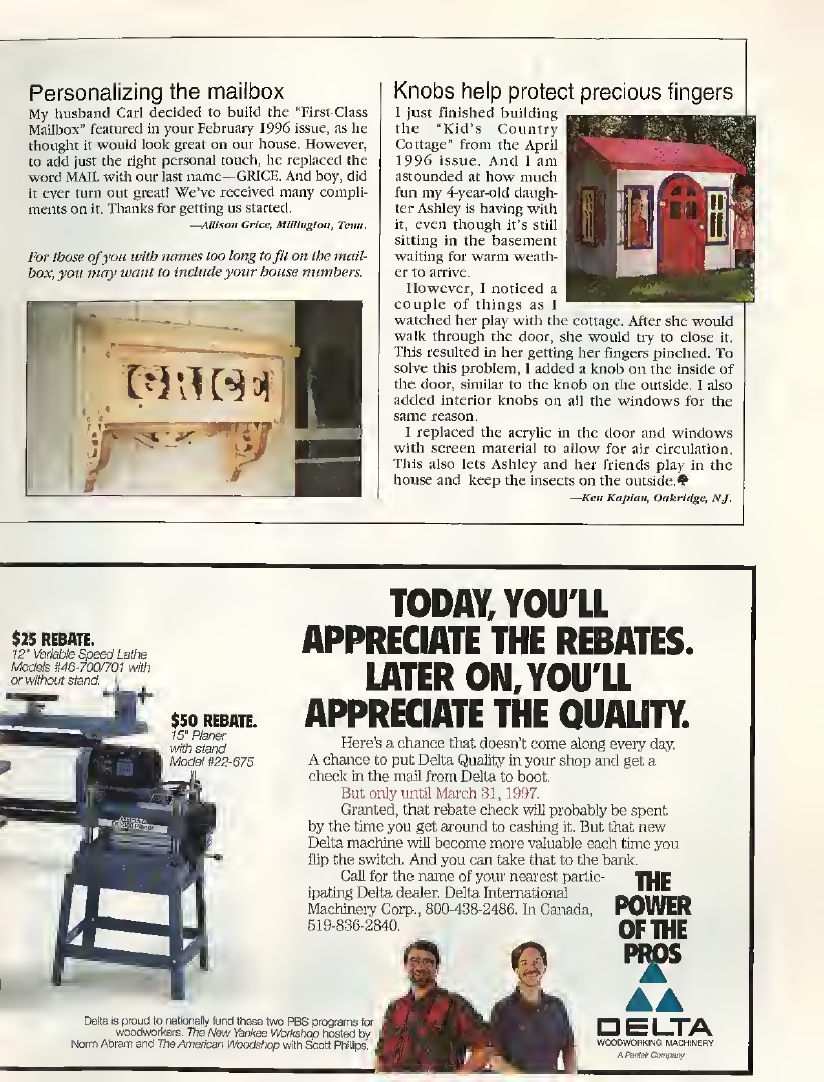 Personalizing the mailbox
My husband Carl decided to build the "First-Class
Mailbox" featured in your February 1996 issue, as he
thought it would look great on our house. However,
to add just the right personal touch, he replaced the
word MAIL with our last name—GRICE. And boy, did
it ever turn out great! We've received many compli-
ments on it. Thanks for getting us started.
—Allison Grice, Millington, Tenn.
For those of you with names too long to fit on the mail-
box, you may want to include your house numbers.
GRICE
Knobs help protect precious fingers
I just finished building
the "Kid's Country
Cottage" from the April
1996 issue. And I am
astounded at how much
fun my 4-year-old daugh-
ter Ashley is having with
it, even though it's still
sitting in the basement
waiting for warm weath-
er to arrive.
However, I noticed a
couple of things as I
watched her play with the cottage. After she would
walk through the door, she would try to close it.
This resulted in her getting her fingers pinched. To
solve this problem, I added a knob on the inside of
the door, similar to the knob on the outside. I also
added interior knobs on all the windows for the
same reason.
I replaced the acrylic in the door and windows
with screen material to allow for air circulation.
This also lets Ashley and her friends play in the
house and keep the insects on the outside.
—Ken Kaplan, Oakridge, N.J.
$25 REBATE.
12" Variable Speed Lathe
Models #46-700/701 with
or without stand.
$50 REBATE.
15" Planer
with stand
Model #22-675
TODAY, YOU'LL
APPRECIATE THE REBATES.
LATER ON, YOU'LL
APPRECIATE THE QUALITY.
Here's a chance that doesn't come along every day.
A chance to put Delta Quality in your shop and get a
check in the mail from Delta to boot.
But only until March 31, 1997.
Granted, that rebate check will probably be spent
by the time you get around to cashing it. But that new
Delta machine will become more valuable each time you
flip the switch. And you can take that to the bank.
Call for the name of your nearest partic-
ipating Delta dealer. Delta International
Machinery Corp., 800-438-2486. In Canada,
519-836-2840.
THE
POWER
OF THE
PROS
DELTA
WOODWORKING MACHINERY
A Pentair Company
Delta is proud to nationally fund these two PBS programs for
woodworkers. The New Yankee Workshop hosted by
Norm Abram and The American Woodshop with Scott Phillips.